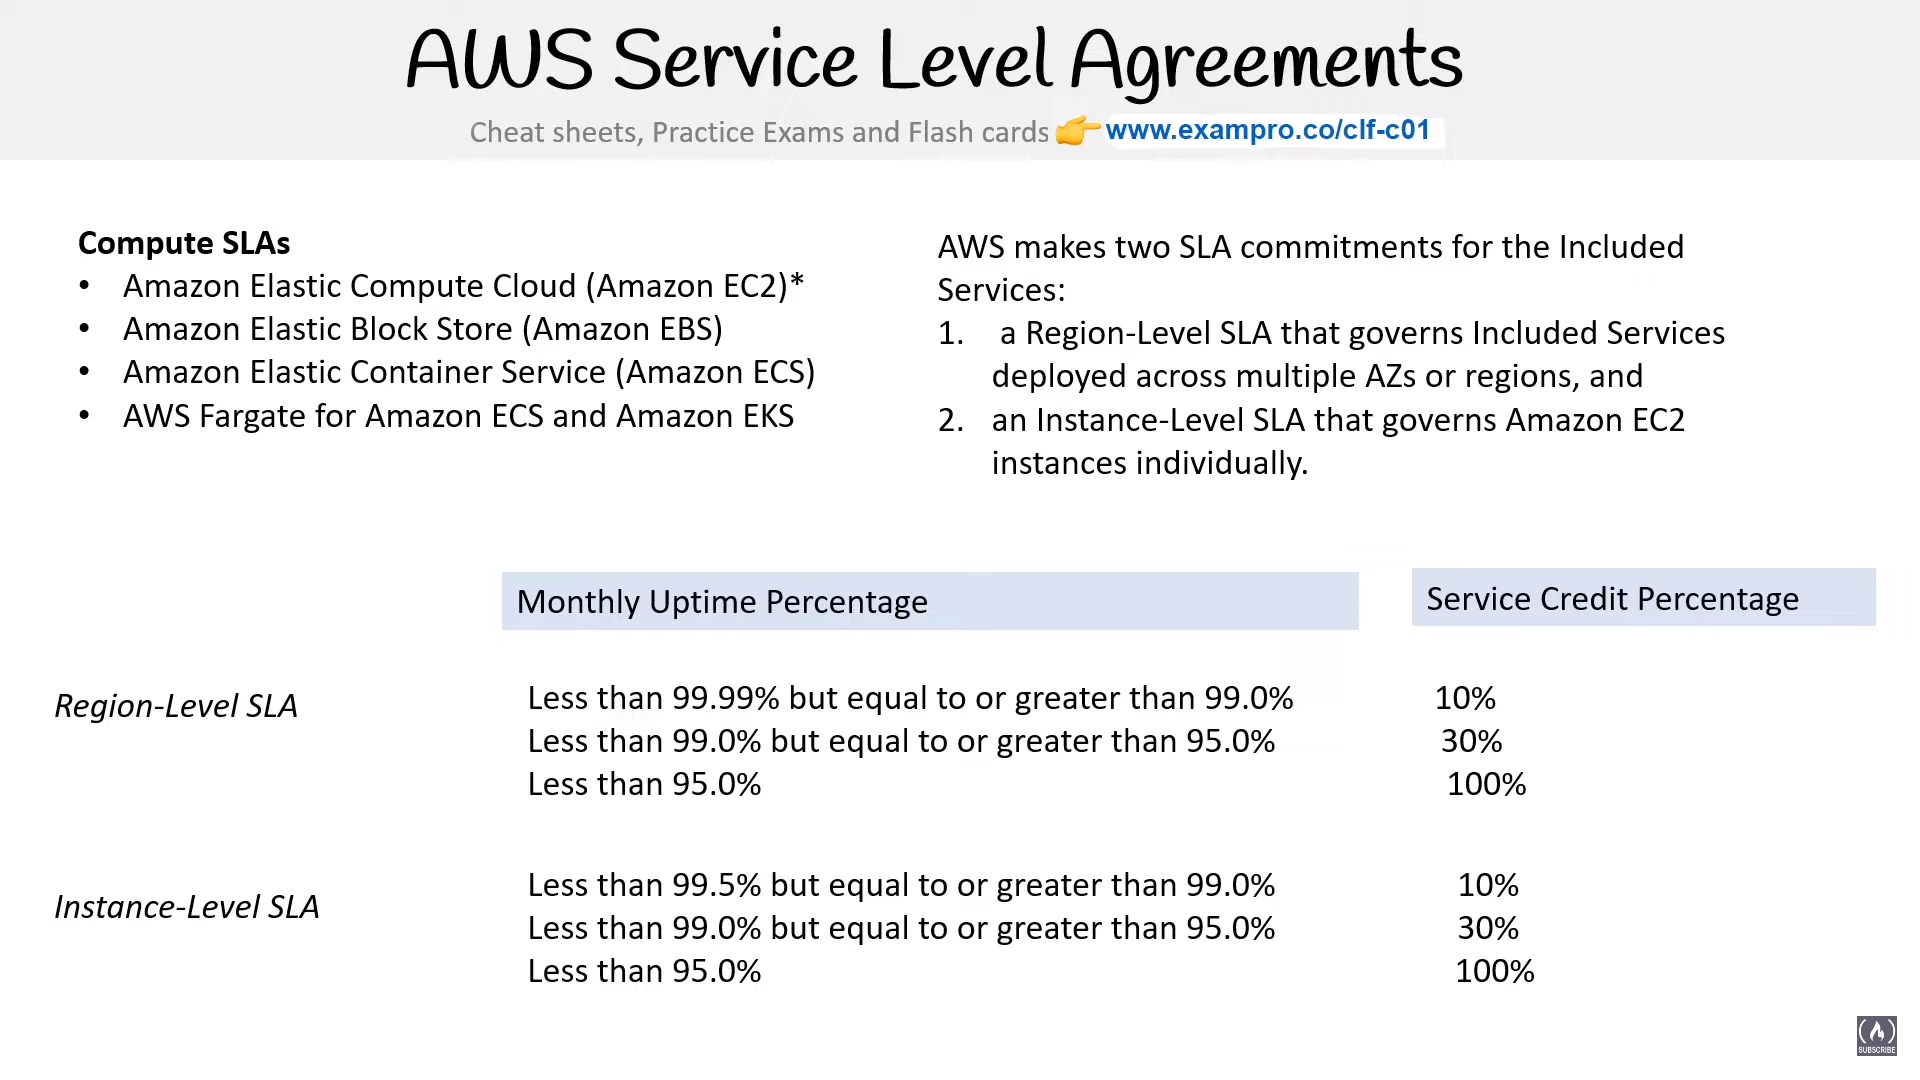 AWS Service Level Agreements
Cheat sheets, Practice Exams and Flash cards 👉 www.exampro.co/clf-c01
Compute SLAs
• Amazon Elastic Compute Cloud (Amazon EC2)*
• Amazon Elastic Block Store (Amazon EBS)
• Amazon Elastic Container Service (Amazon ECS)
• AWS Fargate for Amazon ECS and Amazon EKS
AWS makes two SLA commitments for the Included
Services:
1. a Region-Level SLA that governs Included Services
deployed across multiple AZs or regions, and
2. an Instance-Level SLA that governs Amazon EC2
instances individually.
Monthly Uptime Percentage
Service Credit Percentage
Region-Level SLA
Less than 99.99% but equal to or greater than 99.0% 10%
Less than 99.0% but equal to or greater than 95.0% 30%
Less than 95.0% 100%
Instance-Level SLA
Less than 99.5% but equal to or greater than 99.0% 10%
Less than 99.0% but equal to or greater than 95.0% 30%
Less than 95.0% 100%
SUBSCRIBE